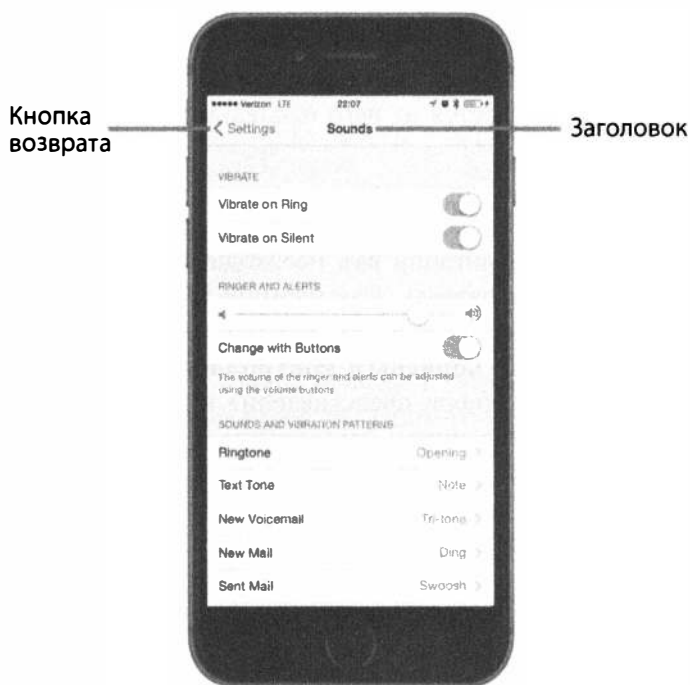 Кнопка
возврата
Заголовок
Verizon LTE 22:07
Settings Sounds
VIBRATE
Vibrate on Ring
Vibrate on Silent
RINGER AND ALERTS
Change with Buttons
The volume of the ringer and alerts can be adjusted
using the volume buttons
SOUNDS AND VIBRATION PATTERNS
Ringtone Opening
Text Tone Note
New Voicemail Tri-tone
New Mail Ding
Sent Mail Swoosh